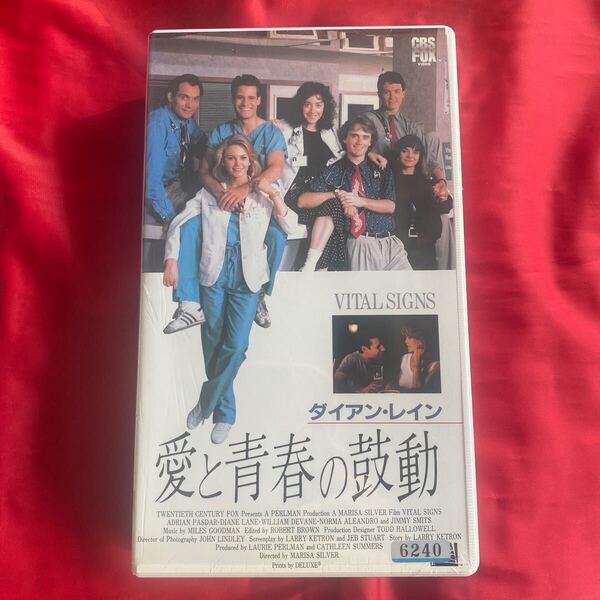 CBS
FOX
VIDEO
VITAL SIGNS
ダイアン・レイン
愛と青春の鼓動
TWENTIETH CENTURY FOX Presents A PERLMAN Production A MARISA SILVER Film VITAL SIGNS
ADRIAN PASDAR·DIANE LANE·WILLIAM DEVANE·NORMA ALEANDRO and JIMMY SMITS
Music by MILES GOODMAN Edited by ROBERT BROWN Production Designer TODD HALLOWELL
Director of Photography JOHN LINDLEY Screenplay by LARRY KETRON and JEB STUART Story by LARRY KETRON
Produced by LAURIE PERLMAN and CATHLEEN SUMMERS
Directed by MARISA SILVER
Prints by DELUXE®
6240